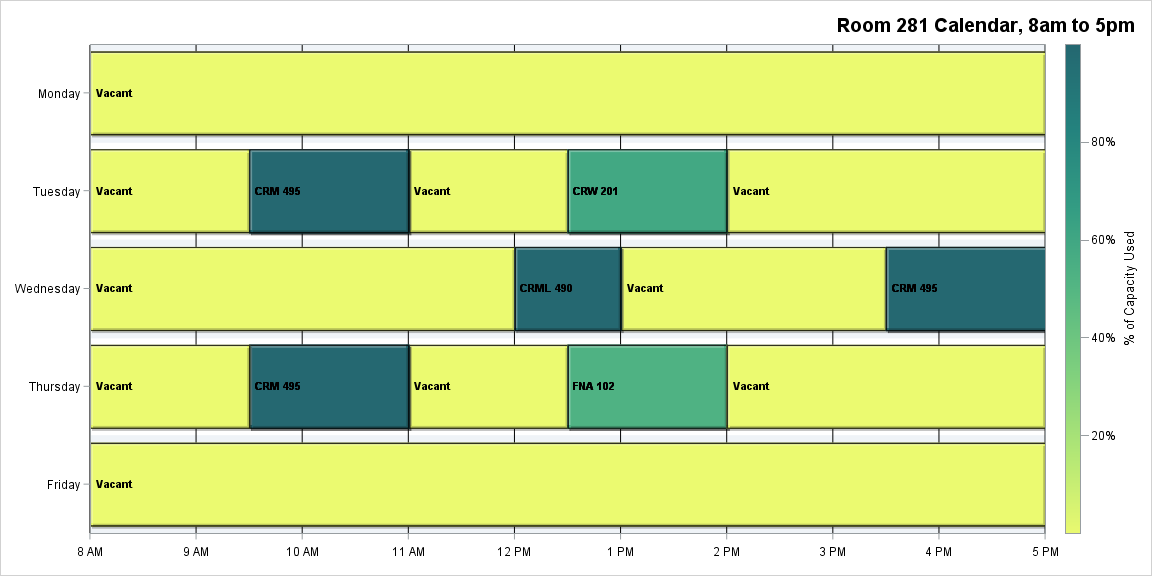 Room 281 Calendar, 8am to 5pm
Monday
Vacant
Tuesday
Vacant
CRM 495
Vacant
CRW 201
Vacant
Wednesday
Vacant
CRML 490
Vacant
CRM 495
Thursday
Vacant
CRM 495
Vacant
FNA 102
Vacant
Friday
Vacant
8 AM
9 AM
10 AM
11 AM
12 PM
1 PM
2 PM
3 PM
4 PM
5 PM
80%
60%
40%
20%
% of Capacity Used